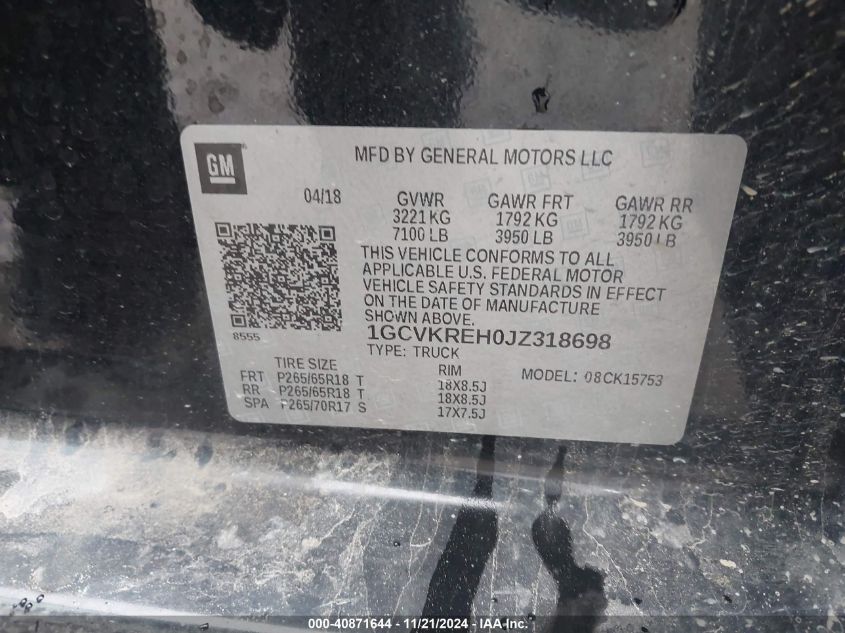 GM
MFD BY GENERAL MOTORS LLC
04/18 GVWR GAWR FRT GAWR RR
3221 KG 1792 KG 1792 KG
7100 LB 3950 LB 3950 LB
THIS VEHICLE CONFORMS TO ALL
APPLICABLE U.S. FEDERAL MOTOR
VEHICLE SAFETY STANDARDS IN EFFECT
ON THE DATE OF MANUFACTURE
SHOWN ABOVE.
8555
1GCVKREH0JZ318698
TYPE: TRUCK
TIRE SIZE RIM MODEL: 08CK15753
FRT P265/65R18 T 18X8.5J
RR P265/65R18 T 18X8.5J
SPA P265/70R17 S 17X7.5J
000-40871644 - 11/21/2024 - IAA Inc.